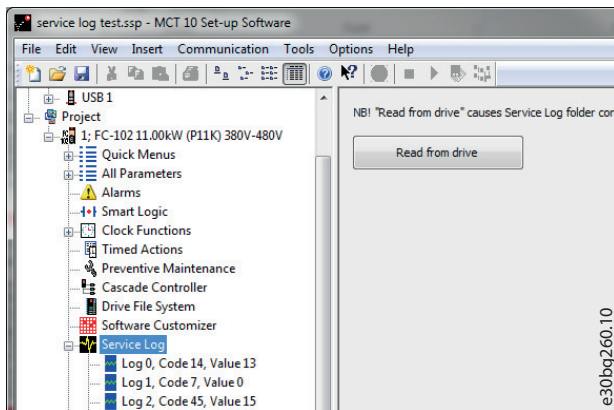 service log test.ssp - MCT 10 Set-up Software
File Edit View Insert Communication Tools Options Help
USB 1
Project
1; FC-102 11.00kW (P11K) 380V-480V
Quick Menus
All Parameters
Alarms
Smart Logic
Clock Functions
Timed Actions
Preventive Maintenance
Cascade Controller
Drive File System
Software Customizer
Service Log
Log 0, Code 14, Value 13
Log 1, Code 7, Value 0
Log 2, Code 45, Value 15
NB! "Read from drive" causes Service Log folder cor
Read from drive
e30bq260.10